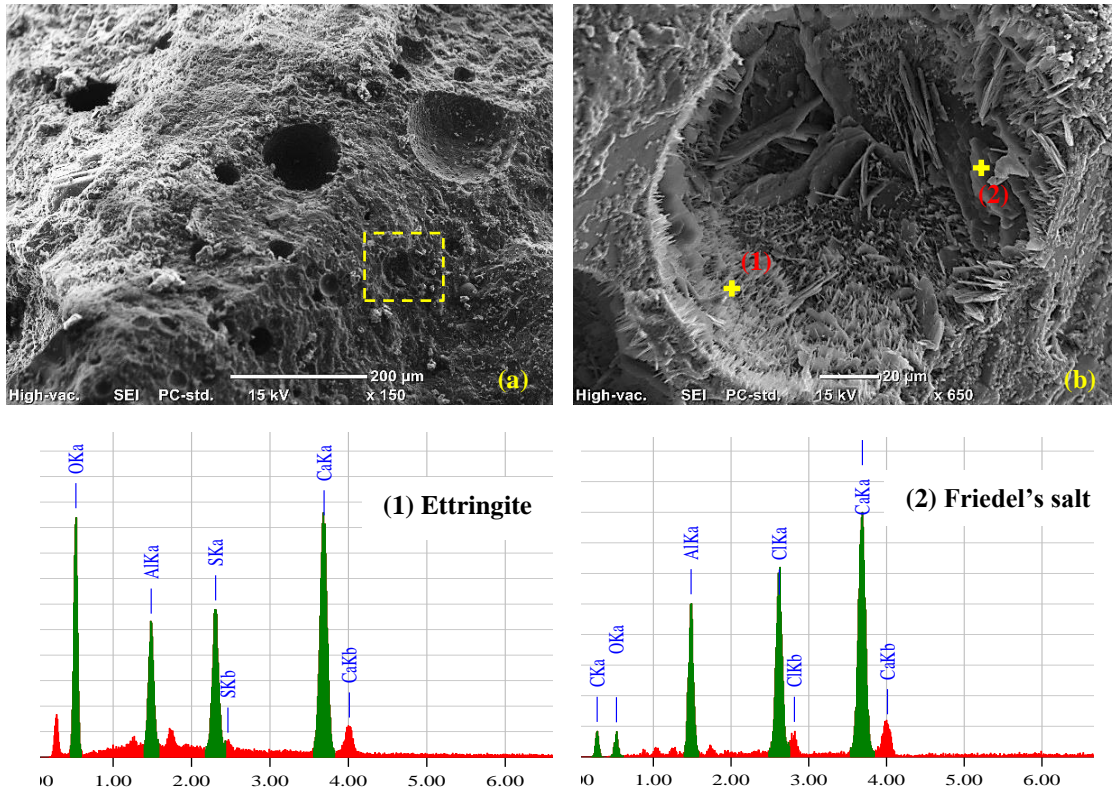 200 µm
(a)
High-vac. SEI PC-std. 15 kV x 150
(1)
(2)
20 µm
(b)
High-vac. SEI PC-std. 15 kV x 650
OKa
AlKa
SKa
SKb
CaKa
CaKb
(1) Ettringite
00 1.00 2.00 3.00 4.00 5.00 6.00
CKa
OKa
AlKa
ClKa
ClKb
CaKa
CaKb
(2) Friedel's salt
00 1.00 2.00 3.00 4.00 5.00 6.00